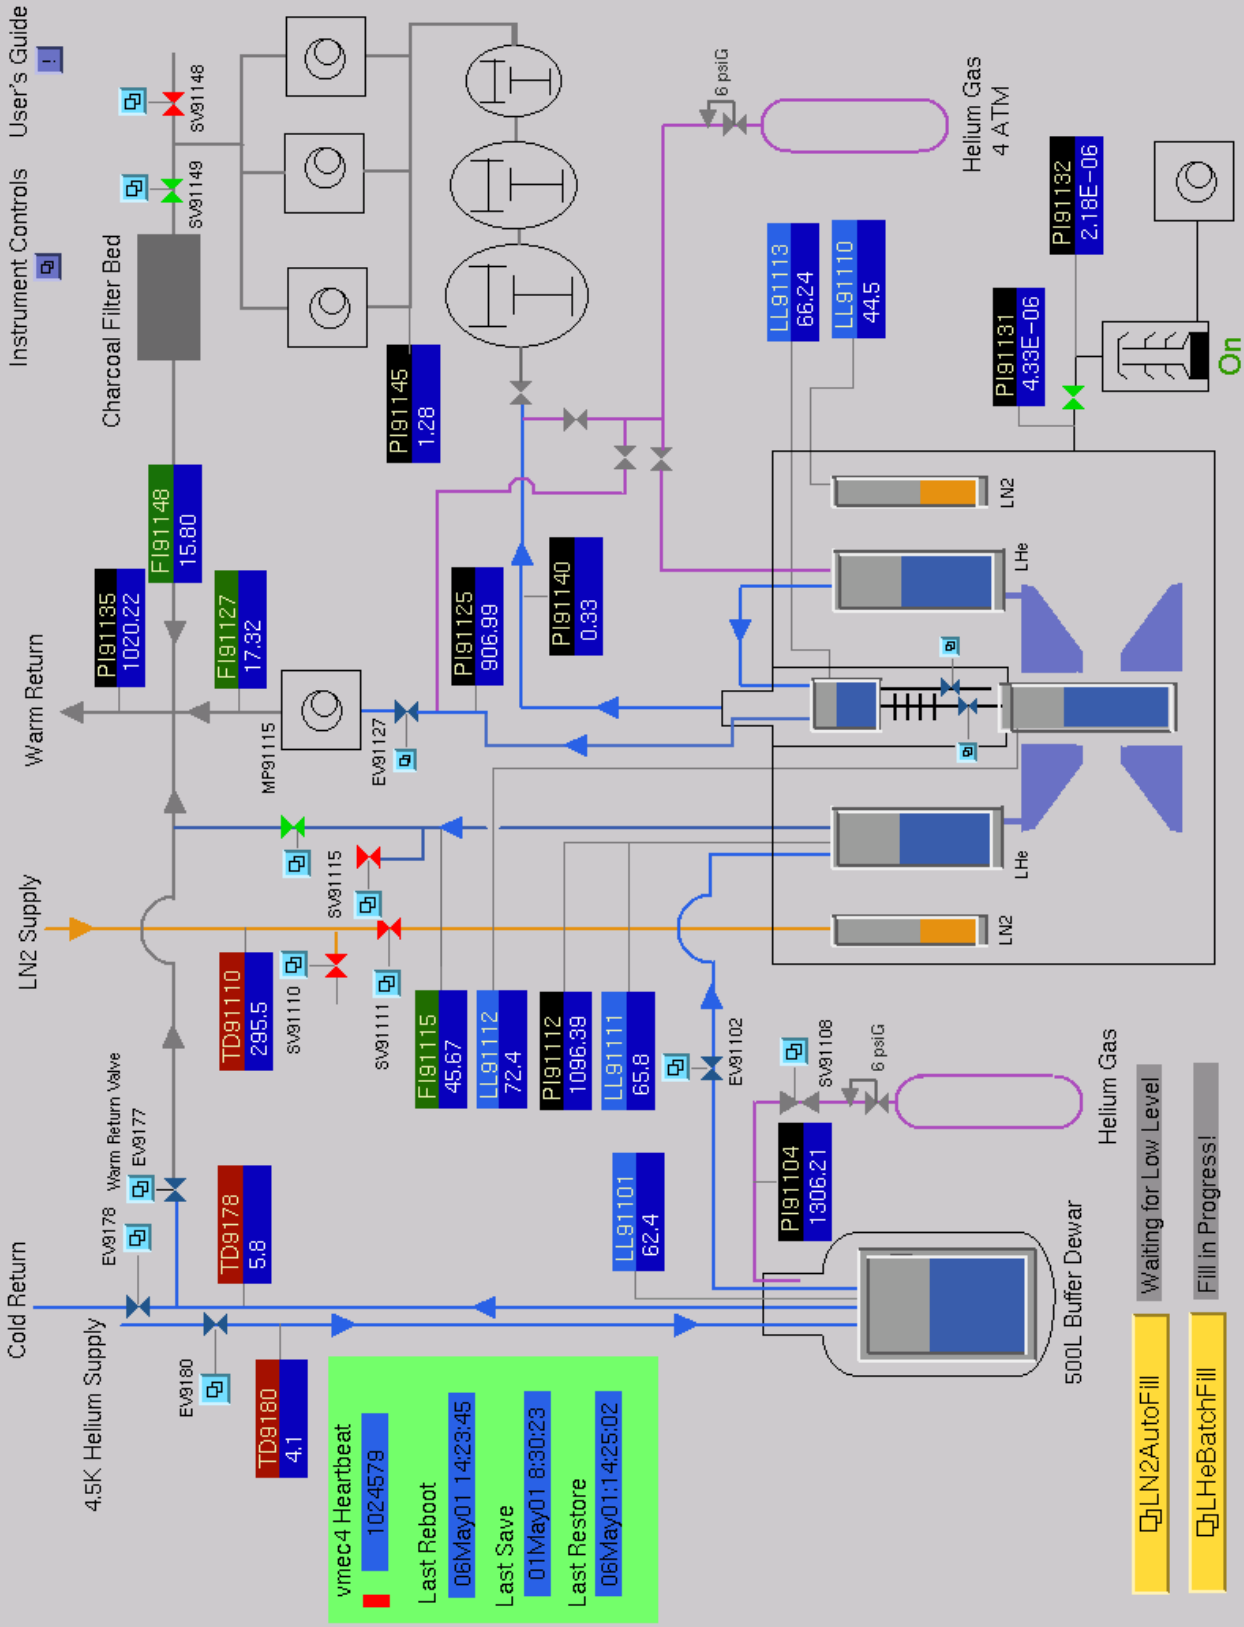 Cold Return
LN2 Supply
Warm Return
Instrument Controls
User's Guide
4.5K Helium Supply
EV9178
Warm Return Valve
EV9177
Charcoal Filter Bed
SV91149
SV91148
EV9180
TD9180
4.1
TD9178
5.8
TD91110
295.5
SV91110
SV91111
SV91115
MP91115
EV91127
PI91135
1020.22
FI91148
15.80
FI91127
17.32
PI91145
1.28
FI91115
45.67
LL91112
72.4
PI91112
1096.39
LL91111
65.8
PI91125
906.99
PI91140
0.33
6 psiG
Helium Gas
4 ATM
vmec4 Heartbeat
1024579
Last Reboot
06May01 14:23:45
Last Save
01May01 8:30:23
Last Restore
06May01:14:25:02
LL91101
62.4
EV91102
PI91104
1306.21
SV91108
6 psiG
Helium Gas
500L Buffer Dewar
LL91113
66.24
LL91110
44.5
PI91131
4.33E-06
PI91132
2.18E-06
LN2
LHe
LHe
LN2
On
LN2AutoFill
Waiting for Low Level
LHeBatchFill
Fill in Progress!